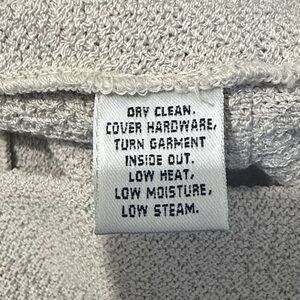 DRY CLEAN.
COVER HARDWARE,
TURN GARMENT
INSIDE OUT.
LOW HEAT,
LOW MOISTURE,
LOW STEAM.